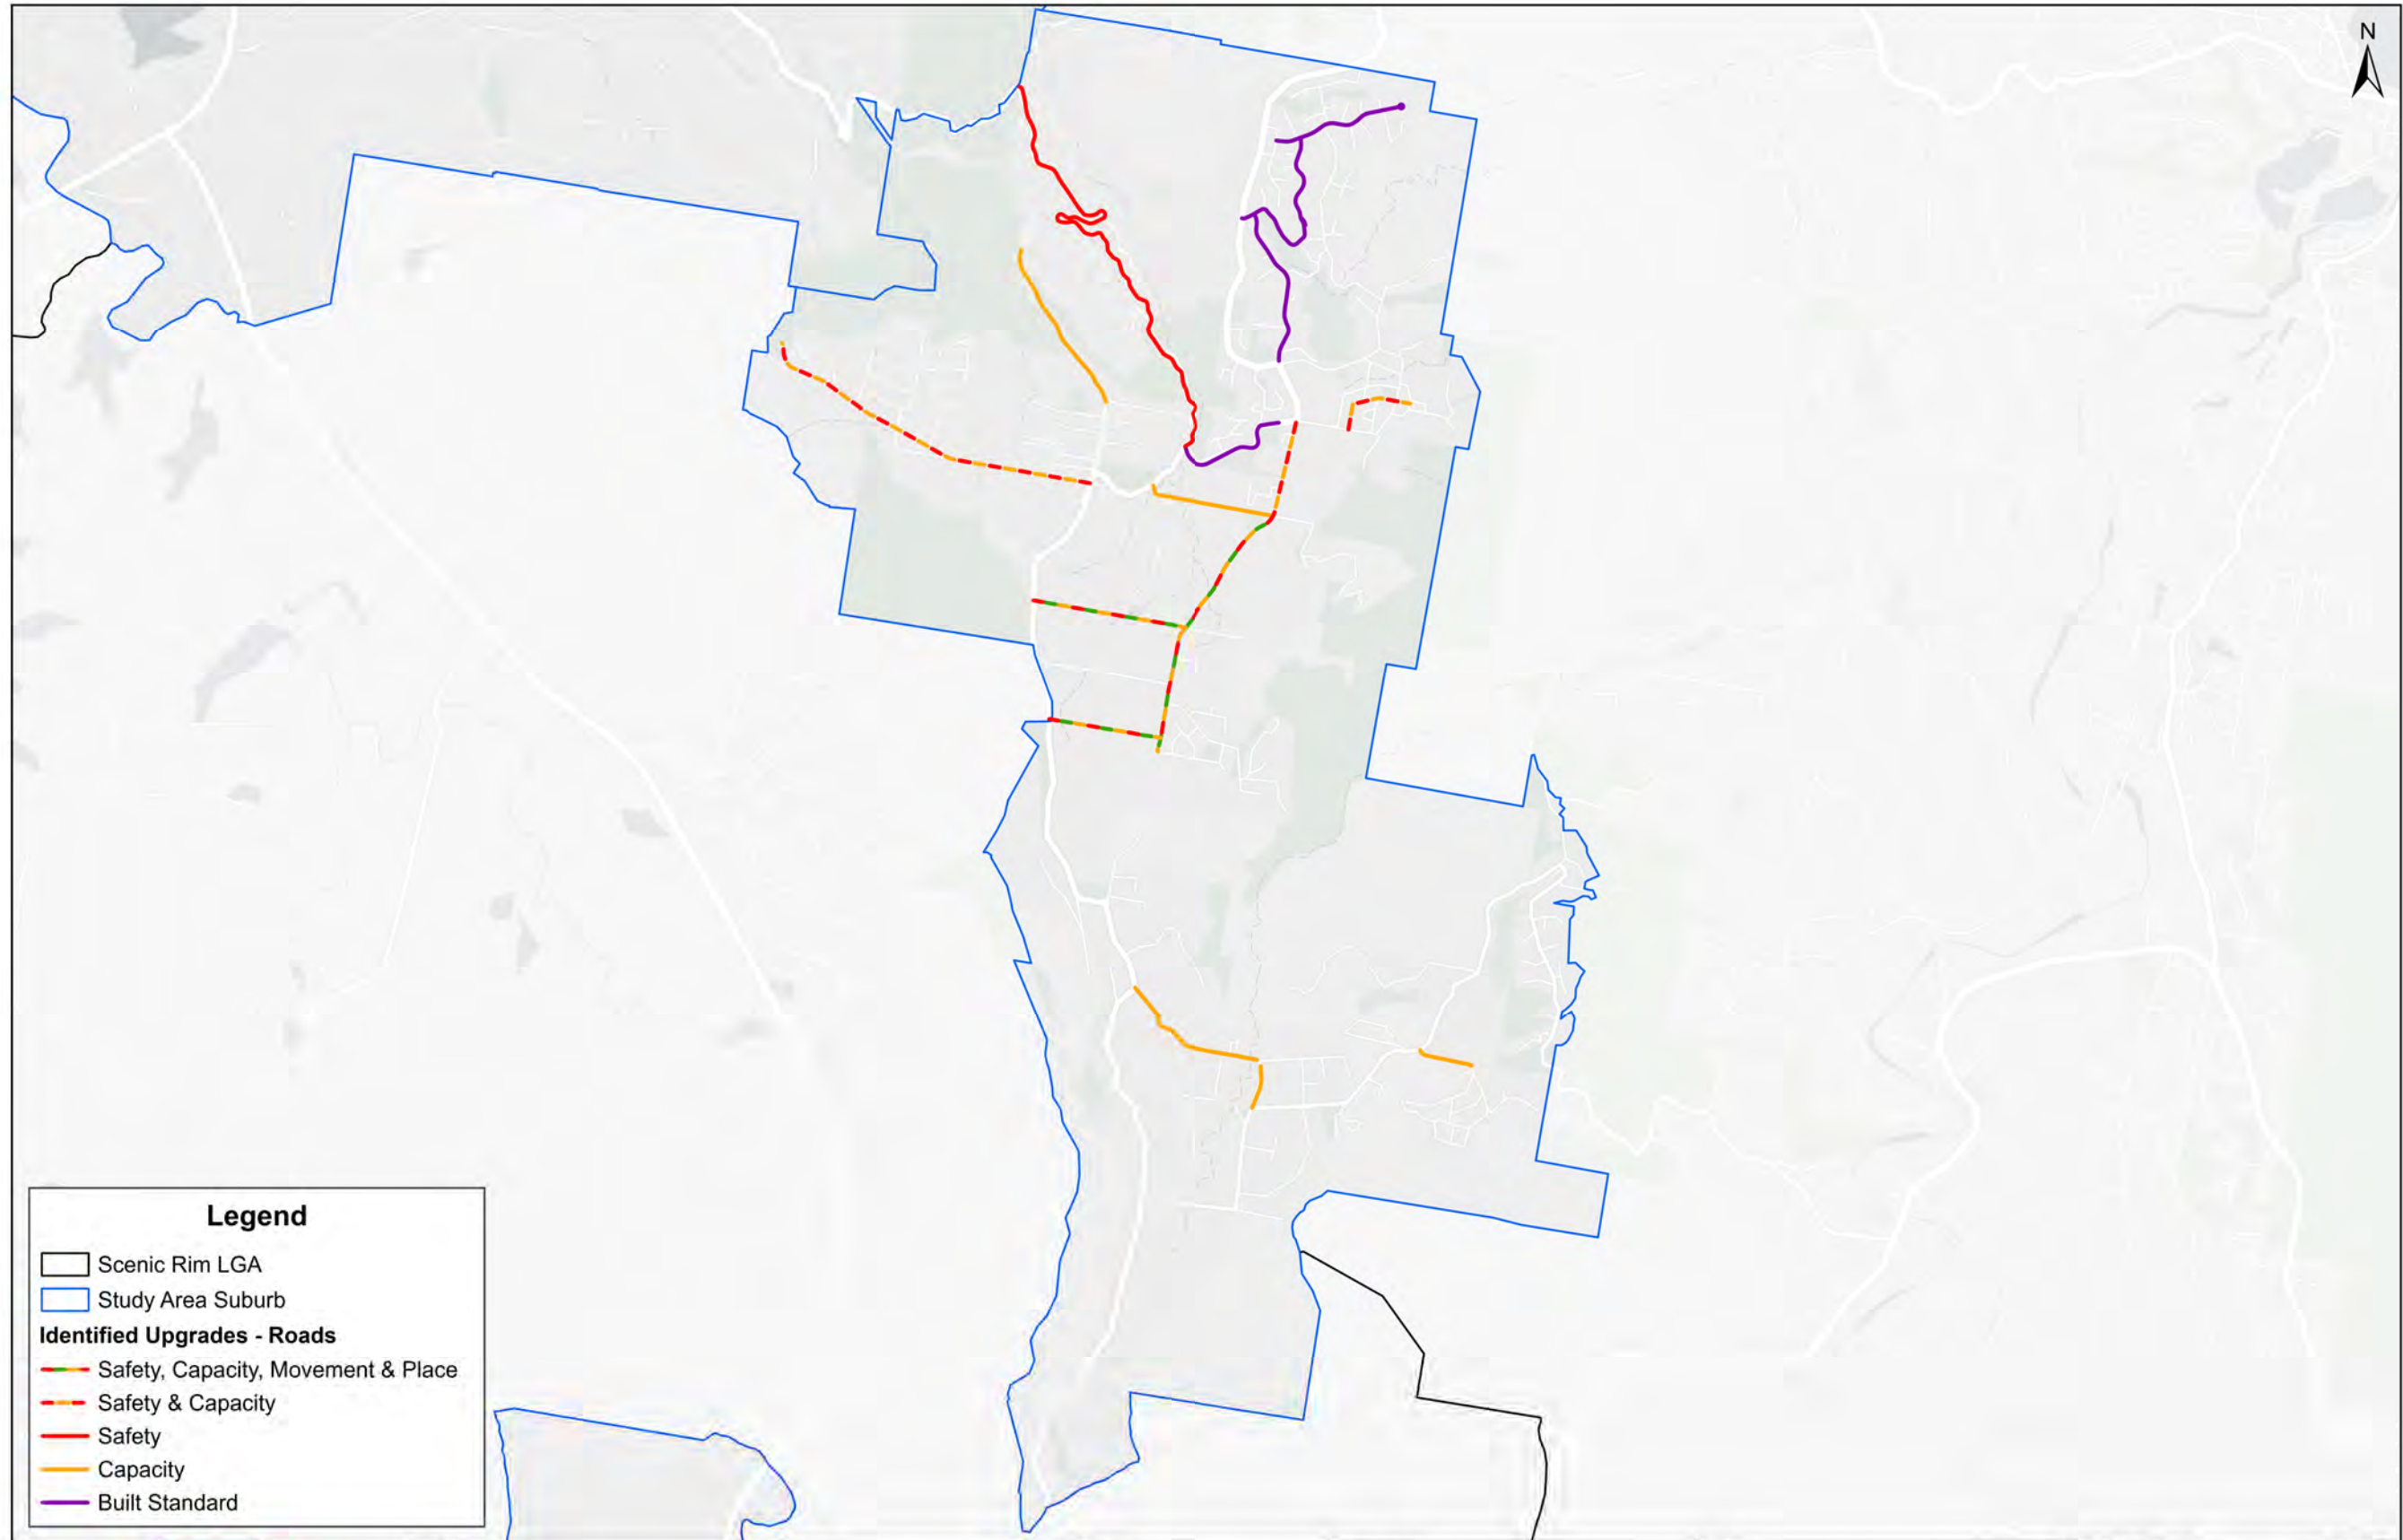 N
Legend
Scenic Rim LGA
Study Area Suburb
Identified Upgrades - Roads
Safety, Capacity, Movement & Place
Safety & Capacity
Safety
Capacity
Built Standard